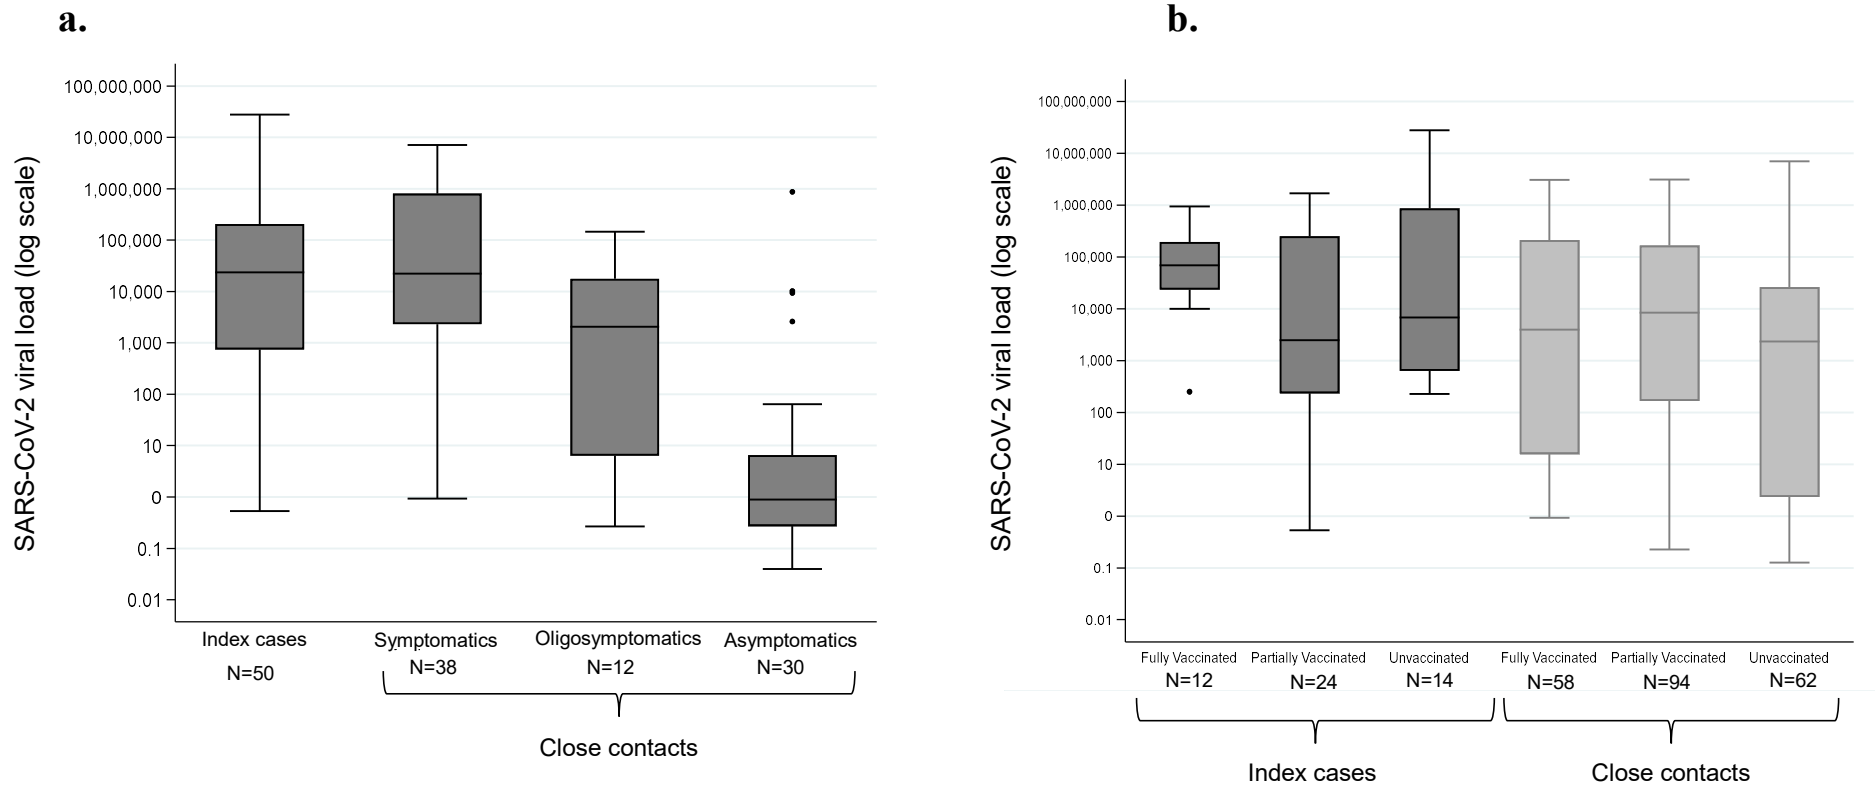 a.
SARS-CoV-2 viral load (log scale)
100,000,000
10,000,000
1,000,000
100,000
10,000
1,000
100
10
0
0.1
0.01
Index cases
Symptomatics
Oligosymptomatics
Asymptomatics
N=50
N=38
N=12
N=30
Close contacts
b.
SARS-CoV-2 viral load (log scale)
100,000,000
10,000,000
1,000,000
100,000
10,000
1,000
100
10
0
0.1
0.01
Fully Vaccinated
Partially Vaccinated
Unvaccinated
Fully Vaccinated
Partially Vaccinated
Unvaccinated
N=12
N=24
N=14
N=58
N=94
N=62
Index cases
Close contacts